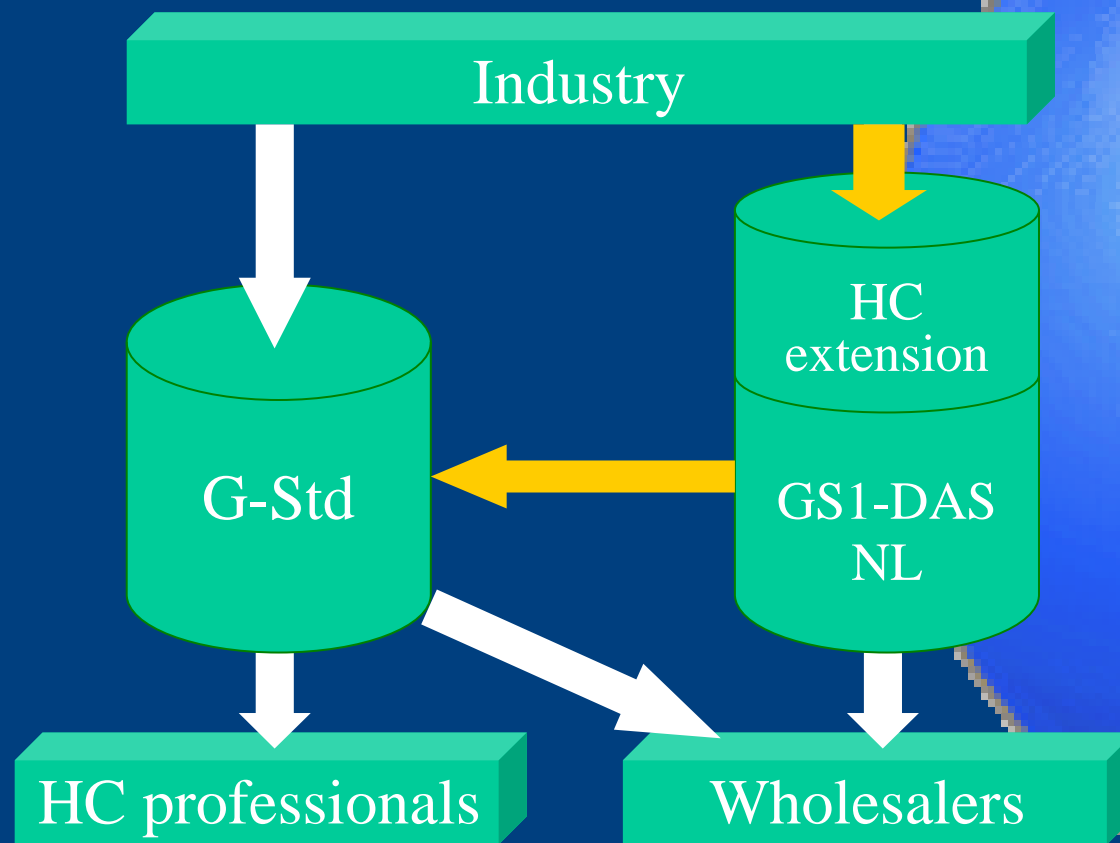 Industry
HC
extension
G-Std
GS1-DAS
NL
HC professionals
Wholesalers